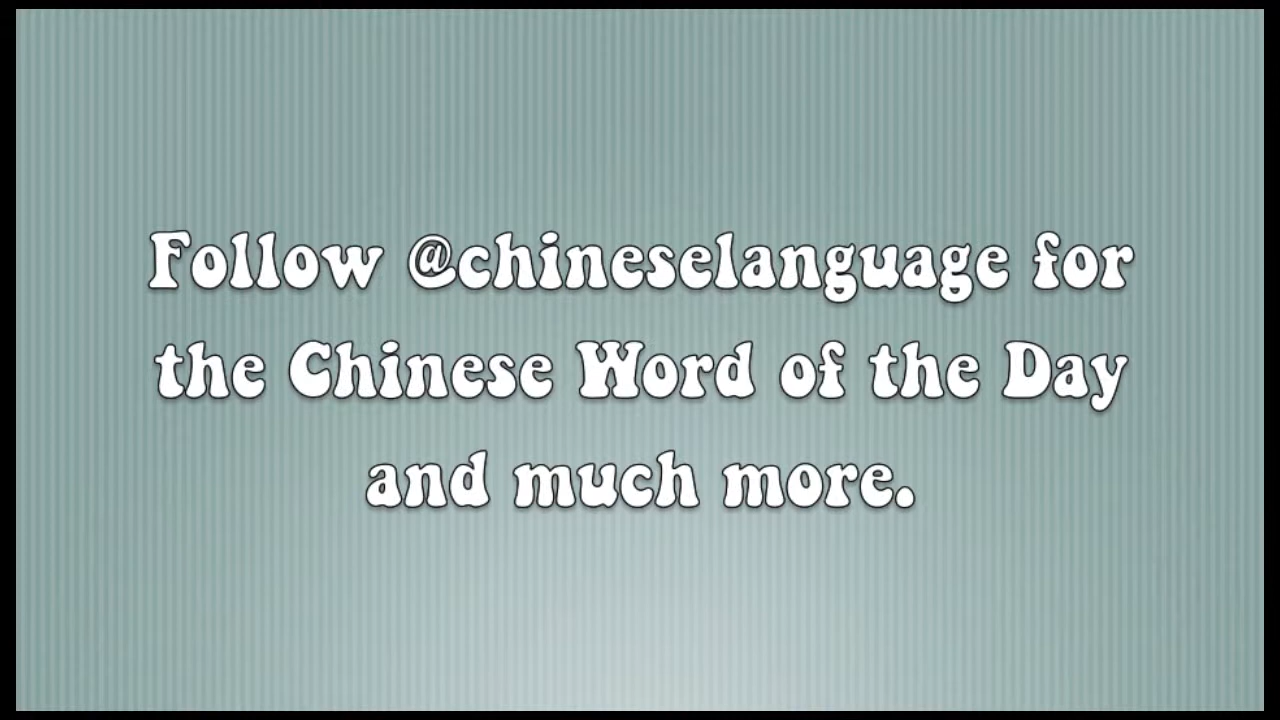 Follow @chineselanguage for
the Chinese Word of the Day
and much more.